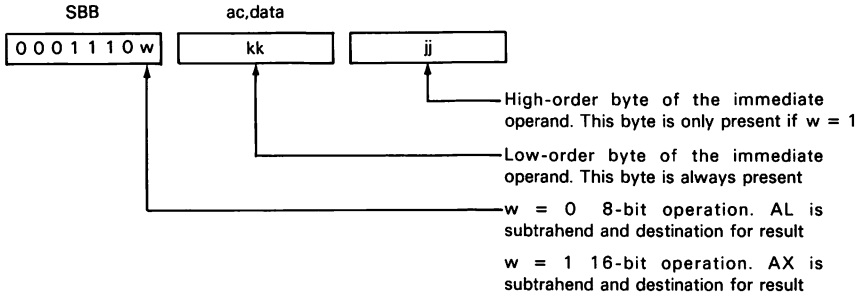 SBB ac,data
0 0 0 1 1 1 0 w kk jj
High-order byte of the immediate
operand. This byte is only present if w = 1
Low-order byte of the immediate
operand. This byte is always present
w = 0 8-bit operation. AL is
subtrahend and destination for result
w = 1 16-bit operation. AX is
subtrahend and destination for result